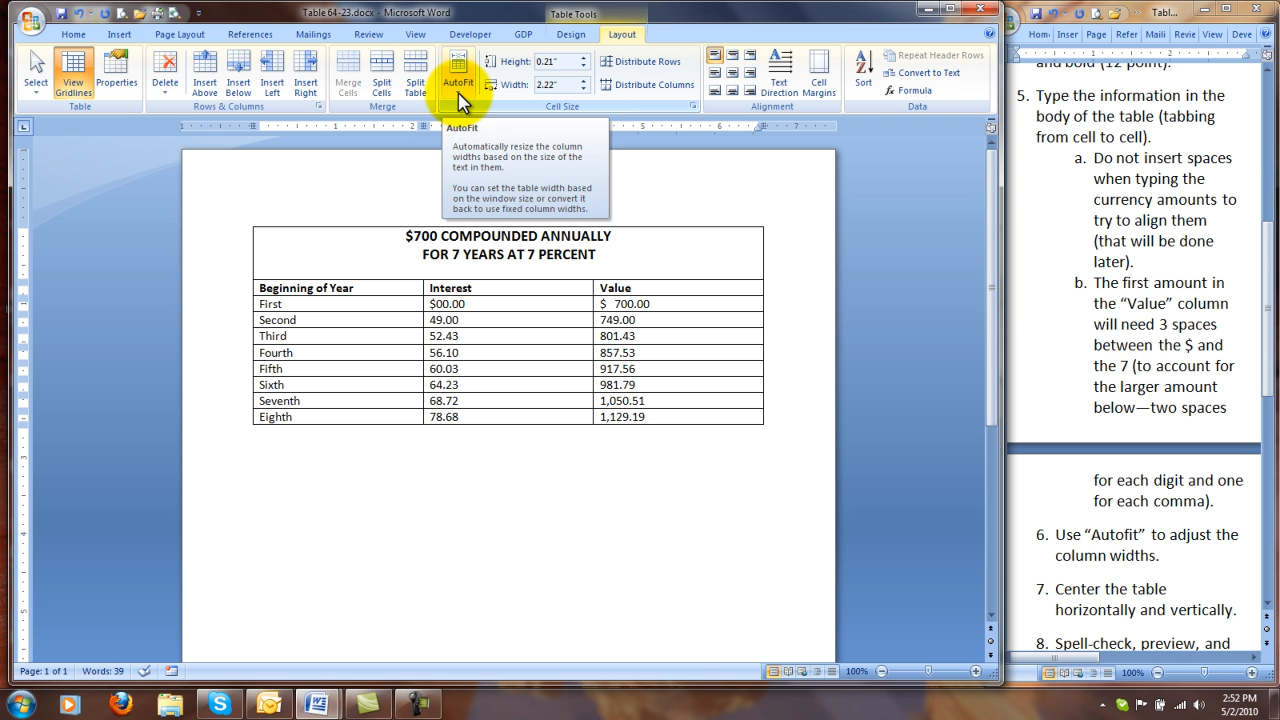 Table 64-23.docx - Microsoft Word
Table Tools
Tabl...
Home Insert Page Layout References Mailings Review View Developer GDP Design Layout
Hom Inser Page Refer Maili Revie View Deve
Select
View Gridlines
Properties
Delete
Insert Above
Insert Below
Insert Left
Insert Right
Merge Cells
Split Cells
Split Table
AutoFit
Height: 0.21"
Width: 2.22"
Distribute Rows
Distribute Columns
Text Direction
Cell Margins
Sort
Repeat Header Rows
Convert to Text
Formula
Table Rows & Columns Merge Cell Size Alignment Data
AutoFit
Automatically resize the column
widths based on the size of the
text in them.
You can set the table width based
on the window size or convert it
back to use fixed column widths.
$700 COMPOUNDED ANNUALLY
FOR 7 YEARS AT 7 PERCENT
Beginning of Year Interest Value
First $00.00 $   700.00
Second 49.00 749.00
Third 52.43 801.43
Fourth 56.10 857.53
Fifth 60.03 917.56
Sixth 64.23 981.79
Seventh 68.72 1,050.51
Eighth 78.68 1,129.19
and bold (12 point).
5. Type the information in the
body of the table (tabbing
from cell to cell).
a. Do not insert spaces
when typing the
currency amounts to
try to align them
(that will be done
later).
b. The first amount in
the “Value” column
will need 3 spaces
between the $ and
the 7 (to account for
the larger amount
below—two spaces
for each digit and one
for each comma).
6. Use “Autofit” to adjust the
column widths.
7. Center the table
horizontally and vertically.
8. Spell-check, preview, and
Page: 1 of 1 Words: 39 100%
100%
2:52 PM
5/2/2010